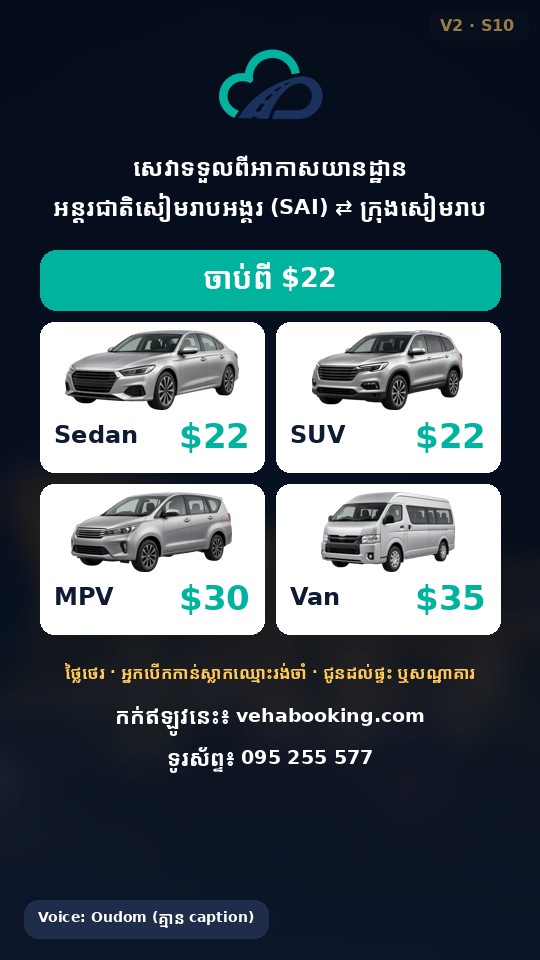 V2 · S10
សេវាទទួលពីអាកាសយានដ្ឋាន
អន្តរជាតិសៀមរាបអង្គរ (SAI) ⇄ ក្រុងសៀមរាប
ចាប់ពី $22
Sedan $22
SUV $22
MPV $30
Van $35
ថ្លៃថេរ · អ្នកបើកកាន់ស្លាកឈ្មោះរង់ចាំ · ជូនដល់ផ្ទះ ឬសណ្ឋាគារ
កក់ឥឡូវនេះ៖ vehabooking.com
ទូរស័ព្ទ៖ 095 255 577
Voice: Oudom (គ្មាន caption)